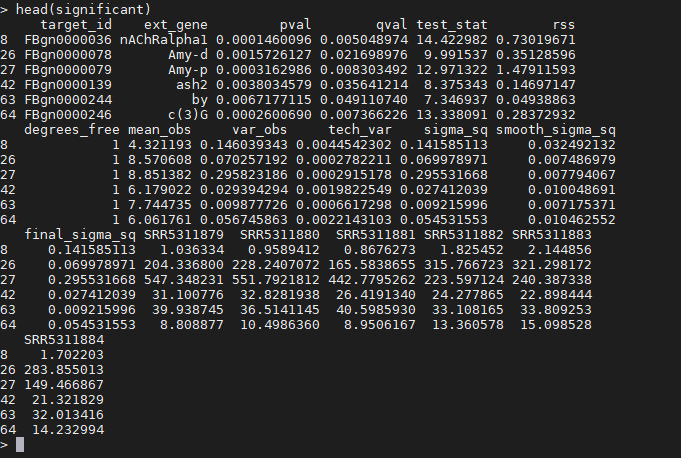 > head(significant)
target_id ext_gene pval qval test_stat rss
8 FBgn0000036 nAChRalpha1 0.0001460096 0.005048974 14.422982 0.73019671
26 FBgn0000078 Amy-d 0.0015726127 0.021698976 9.991537 0.35128596
27 FBgn0000079 Amy-p 0.0003162986 0.008303492 12.971322 1.47911593
42 FBgn0000139 ash2 0.0038034579 0.035641214 8.375343 0.14697147
63 FBgn0000244 by 0.0067177115 0.049110740 7.346937 0.04938863
64 FBgn0000246 c(3)G 0.0002600690 0.007366226 13.338091 0.28372932
degrees_free mean_obs var_obs tech_var sigma_sq smooth_sigma_sq
8 1 4.321193 0.146039343 0.0044542302 0.141585113 0.032492132
26 1 8.570608 0.070257192 0.0002782211 0.069978971 0.007486979
27 1 8.851382 0.295823186 0.0002915178 0.295531668 0.007794067
42 1 6.179022 0.029394294 0.0019822549 0.027412039 0.010048691
63 1 7.744735 0.009877726 0.0006617298 0.009215996 0.007175371
64 1 6.061761 0.056745863 0.0022143103 0.054531553 0.010462552
final_sigma_sq SRR5311879 SRR5311880 SRR5311881 SRR5311882 SRR5311883
8 0.141585113 1.036334 0.9589412 0.8676273 1.825452 2.144856
26 0.069978971 204.336800 228.2407072 165.5838655 315.766723 321.298172
27 0.295531668 547.348231 551.7921812 442.7795262 223.597124 240.387338
42 0.027412039 31.100776 32.8281938 26.4191340 24.277865 22.898444
63 0.009215996 39.938745 36.5141145 40.5985930 33.108165 33.809253
64 0.054531553 8.808877 10.4986360 8.9506167 13.360578 15.098528
SRR5311884
8 1.702203
26 283.855013
27 149.466867
42 21.321829
63 32.013416
64 14.232994
>